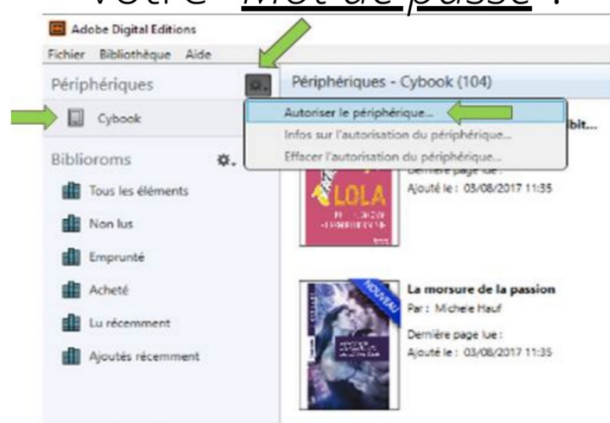 votre "Mot de passe".
Adobe Digital Editions
Fichier Bibliothèque Aide
Périphériques
Périphériques - Cybook (104)
Cybook
Autoriser le périphérique...
Infos sur l'autorisation du périphérique...
Effacer l'autorisation du périphérique...
bit...
Dernière page lue :
Ajouté le : 03/08/2017 11:35
LOLA
Biblioroms
Tous les éléments
Non lus
Emprunté
Acheté
Lu récemment
Ajoutés récemment
NOUVEAU
La morsure de la passion
Par : Michele Hauf
Dernière page lue :
Ajouté le : 03/08/2017 11:35